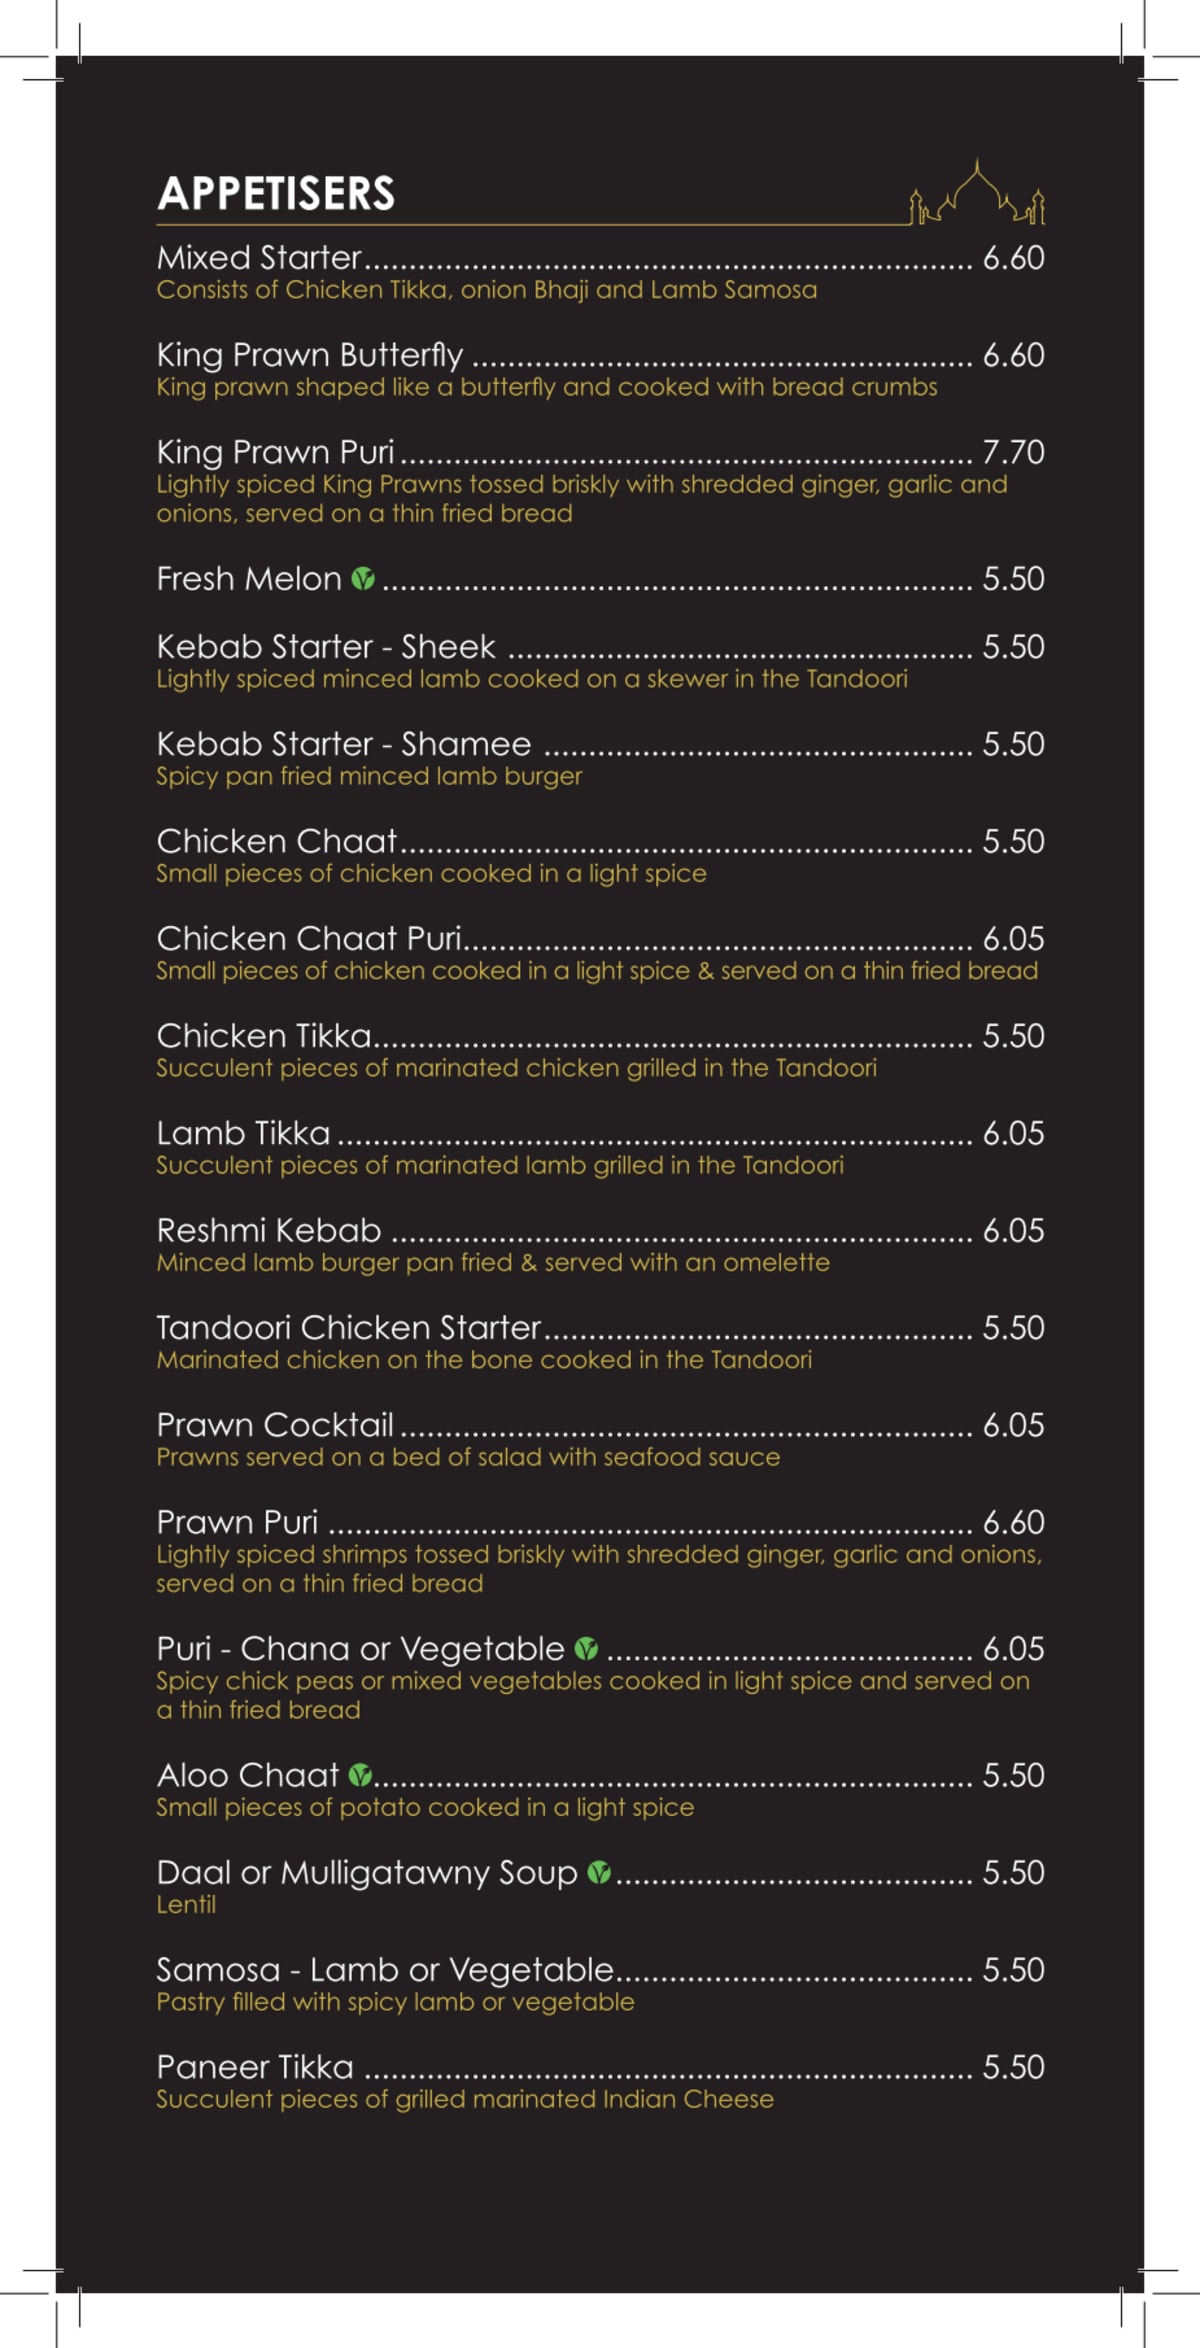 APPETISERS
Mixed Starter.................................................................... 6.60
Consists of Chicken Tikka, onion Bhaji and Lamb Samosa
King Prawn Butterfly ........................................................ 6.60
King prawn shaped like a butterfly and cooked with bread crumbs
King Prawn Puri................................................................ 7.70
Lightly spiced King Prawns tossed briskly with shredded ginger, garlic and
onions, served on a thin fried bread
Fresh Melon .................................................................. 5.50
Kebab Starter - Sheek .................................................... 5.50
Lightly spiced minced lamb cooked on a skewer in the Tandoori
Kebab Starter - Shamee ................................................ 5.50
Spicy pan fried minced lamb burger
Chicken Chaat................................................................ 5.50
Small pieces of chicken cooked in a light spice
Chicken Chaat Puri......................................................... 6.05
Small pieces of chicken cooked in a light spice & served on a thin fried bread
Chicken Tikka................................................................... 5.50
Succulent pieces of marinated chicken grilled in the Tandoori
Lamb Tikka ....................................................................... 6.05
Succulent pieces of marinated lamb grilled in the Tandoori
Reshmi Kebab ................................................................. 6.05
Minced lamb burger pan fried & served with an omelette
Tandoori Chicken Starter................................................ 5.50
Marinated chicken on the bone cooked in the Tandoori
Prawn Cocktail ................................................................ 6.05
Prawns served on a bed of salad with seafood sauce
Prawn Puri ........................................................................ 6.60
Lightly spiced shrimps tossed briskly with shredded ginger, garlic and onions,
served on a thin fried bread
Puri - Chana or Vegetable ......................................... 6.05
Spicy chick peas or mixed vegetables cooked in light spice and served on
a thin fried bread
Aloo Chaat ................................................................... 5.50
Small pieces of potato cooked in a light spice
Daal or Mulligatawny Soup ........................................ 5.50
Lentil
Samosa - Lamb or Vegetable........................................ 5.50
Pastry filled with spicy lamb or vegetable
Paneer Tikka .................................................................... 5.50
Succulent pieces of grilled marinated Indian Cheese